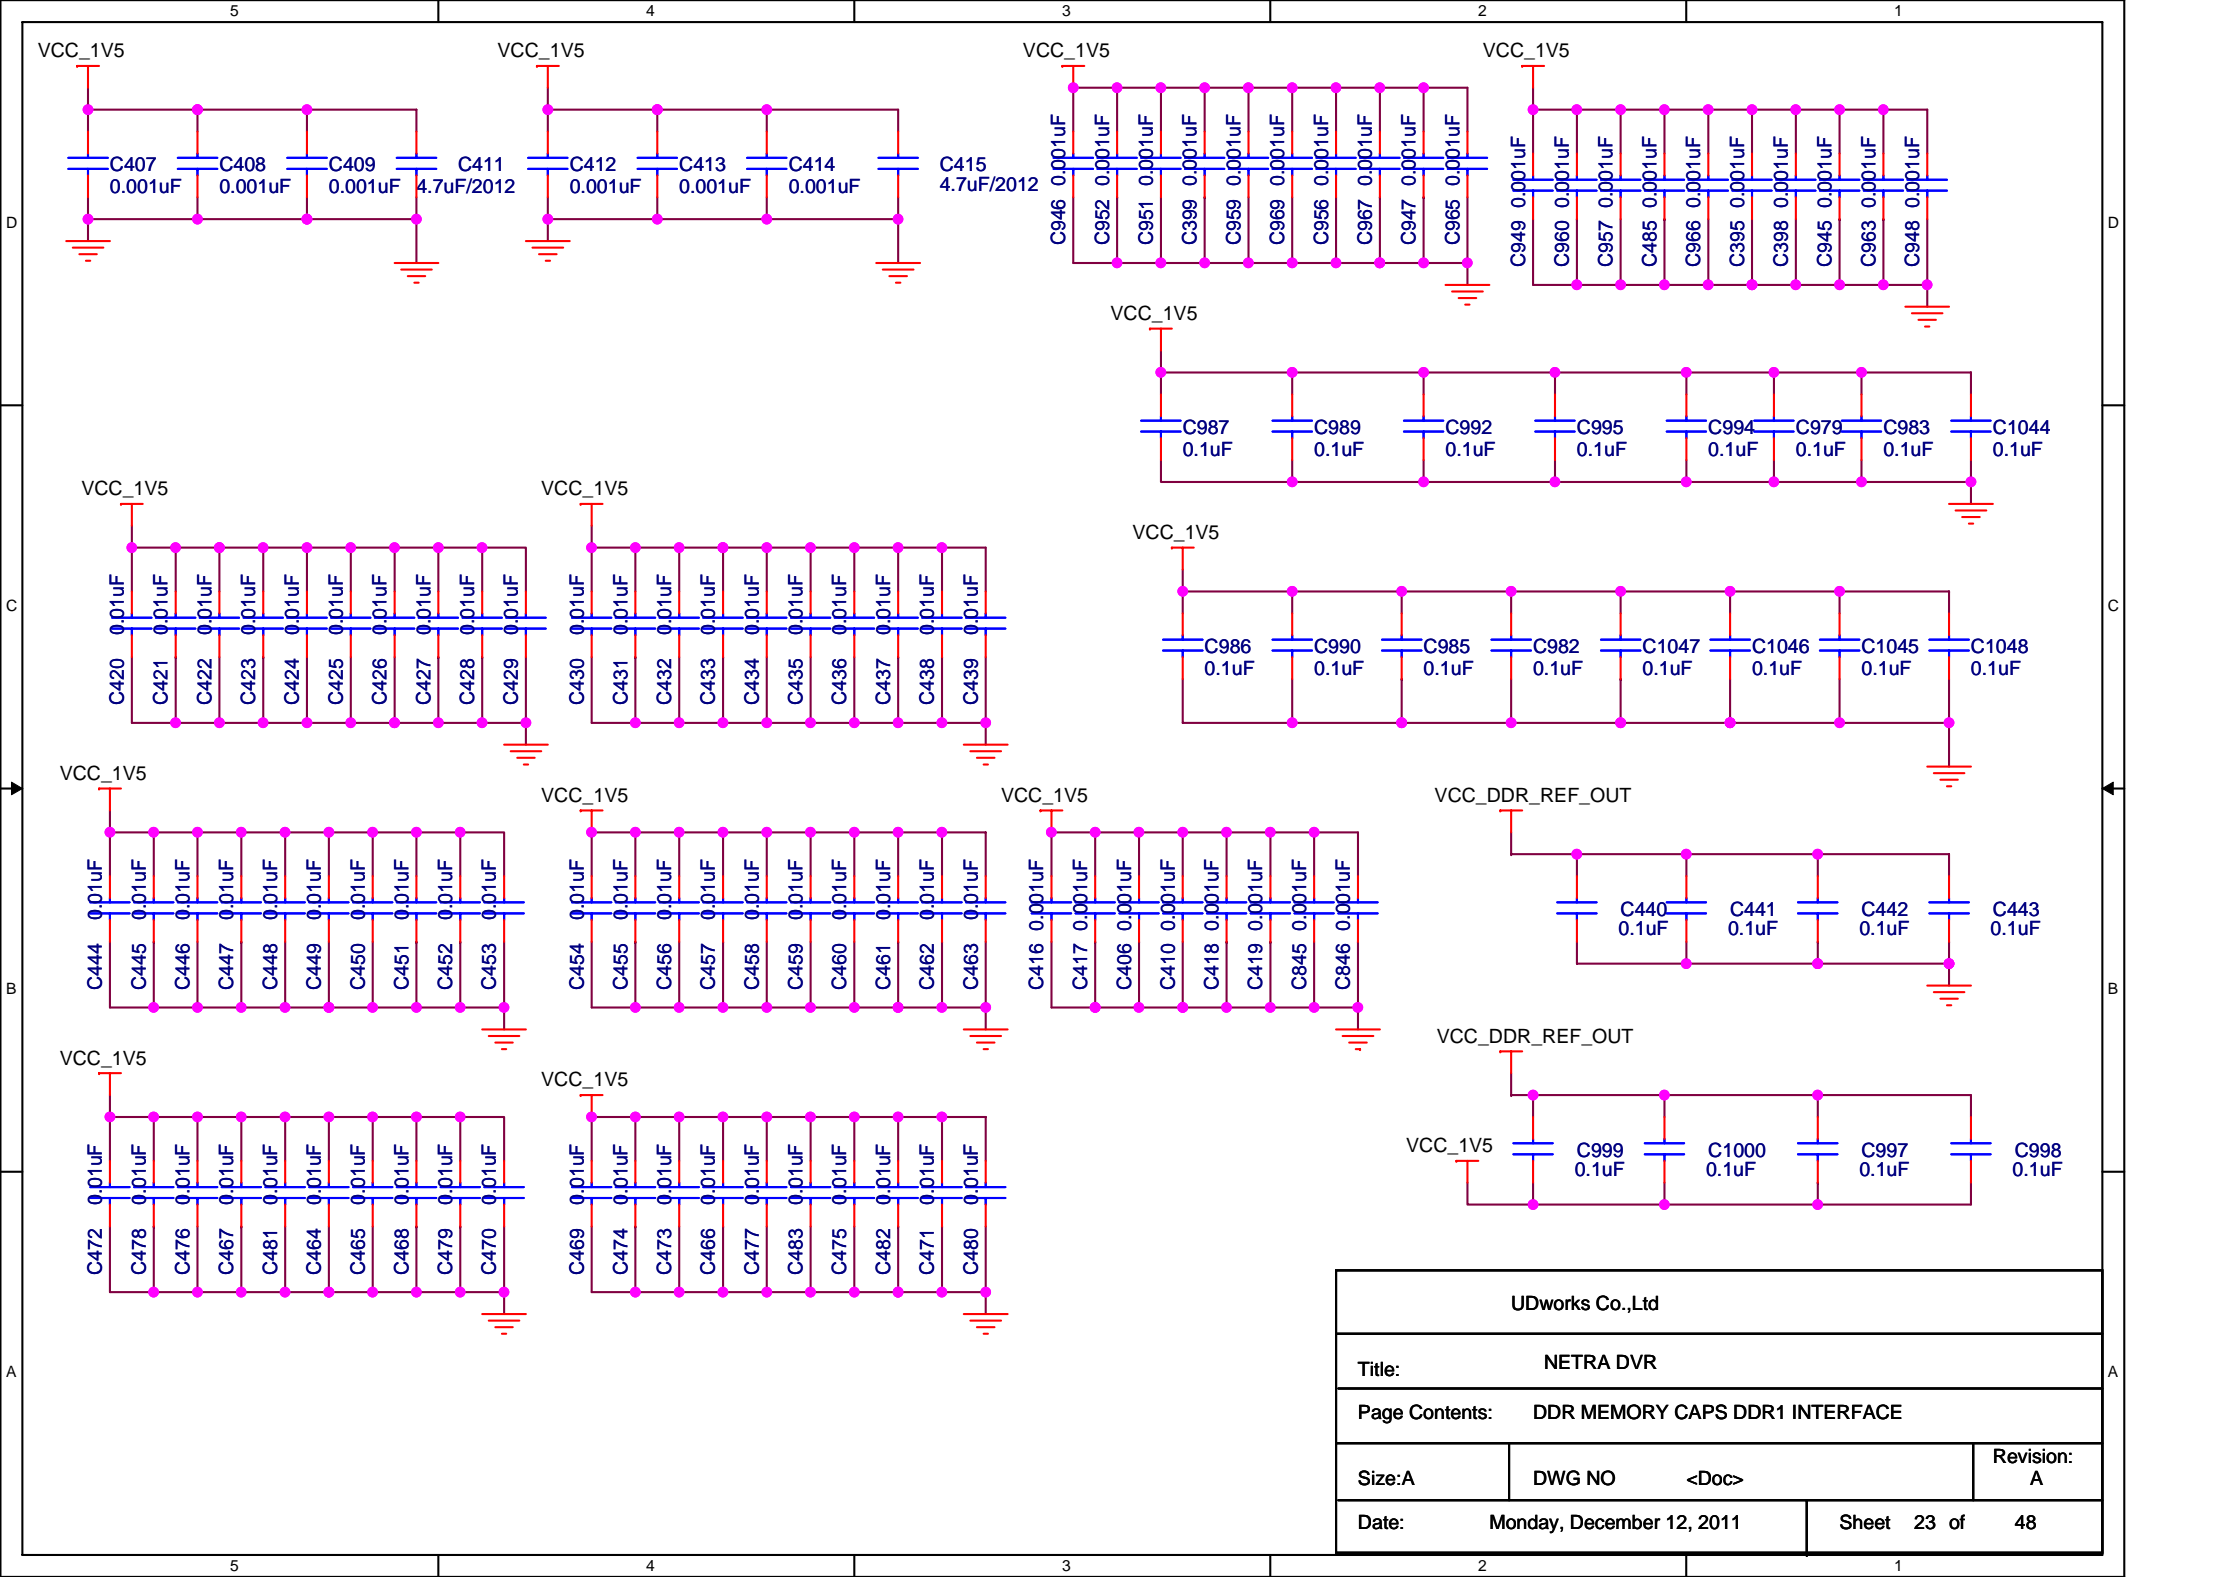 5 4 3 2 1
VCC_1V5 VCC_1V5 VCC_1V5 VCC_1V5
C407 C408 C409 C411 C412 C413 C414 C415
0.001uF 0.001uF 0.001uF 4.7uF/2012 0.001uF 0.001uF 0.001uF 4.7uF/2012
0.001uF 0.001uF 0.001uF 0.001uF 0.001uF 0.001uF 0.001uF 0.001uF 0.001uF 0.001uF
C946 C952 C951 C399 C959 C969 C956 C967 C947 C965
0.001uF 0.001uF 0.001uF 0.001uF 0.001uF 0.001uF 0.001uF 0.001uF 0.001uF 0.001uF
C949 C960 C957 C485 C966 C395 C398 C945 C963 C948
D D
VCC_1V5
C987 C989 C992 C995 C994 C979 C983 C1044
0.1uF 0.1uF 0.1uF 0.1uF 0.1uF 0.1uF 0.1uF 0.1uF
VCC_1V5 VCC_1V5
0.01uF 0.01uF 0.01uF 0.01uF 0.01uF 0.01uF 0.01uF 0.01uF 0.01uF 0.01uF
C420 C421 C422 C423 C424 C425 C426 C427 C428 C429
0.01uF 0.01uF 0.01uF 0.01uF 0.01uF 0.01uF 0.01uF 0.01uF 0.01uF 0.01uF
C430 C431 C432 C433 C434 C435 C436 C437 C438 C439
VCC_1V5
C C
C986 C990 C985 C982 C1047 C1046 C1045 C1048
0.1uF 0.1uF 0.1uF 0.1uF 0.1uF 0.1uF 0.1uF 0.1uF
VCC_1V5 VCC_1V5 VCC_1V5 VCC_DDR_REF_OUT
0.01uF 0.01uF 0.01uF 0.01uF 0.01uF 0.01uF 0.01uF 0.01uF 0.01uF 0.01uF
C444 C445 C446 C447 C448 C449 C450 C451 C452 C453
0.01uF 0.01uF 0.01uF 0.01uF 0.01uF 0.01uF 0.01uF 0.01uF 0.01uF 0.01uF
C454 C455 C456 C457 C458 C459 C460 C461 C462 C463
0.001uF 0.001uF 0.001uF 0.001uF 0.001uF 0.001uF 0.001uF 0.001uF
C416 C417 C406 C410 C418 C419 C845 C846
C440 C441 C442 C443
0.1uF 0.1uF 0.1uF 0.1uF
B B
VCC_1V5 VCC_1V5 VCC_DDR_REF_OUT
0.01uF 0.01uF 0.01uF 0.01uF 0.01uF 0.01uF 0.01uF 0.01uF 0.01uF 0.01uF
C472 C478 C476 C467 C481 C464 C465 C468 C479 C470
0.01uF 0.01uF 0.01uF 0.01uF 0.01uF 0.01uF 0.01uF 0.01uF 0.01uF 0.01uF
C469 C474 C473 C466 C477 C483 C475 C482 C471 C480
VCC_1V5
C999 C1000 C997 C998
0.1uF 0.1uF 0.1uF 0.1uF
UDworks Co.,Ltd
Title: NETRA DVR
A A
Page Contents: DDR MEMORY CAPS DDR1 INTERFACE
Size:A DWG NO <Doc> Revision:
A
Date: Monday, December 12, 2011 Sheet 23 of 48
5 4 3 2 1